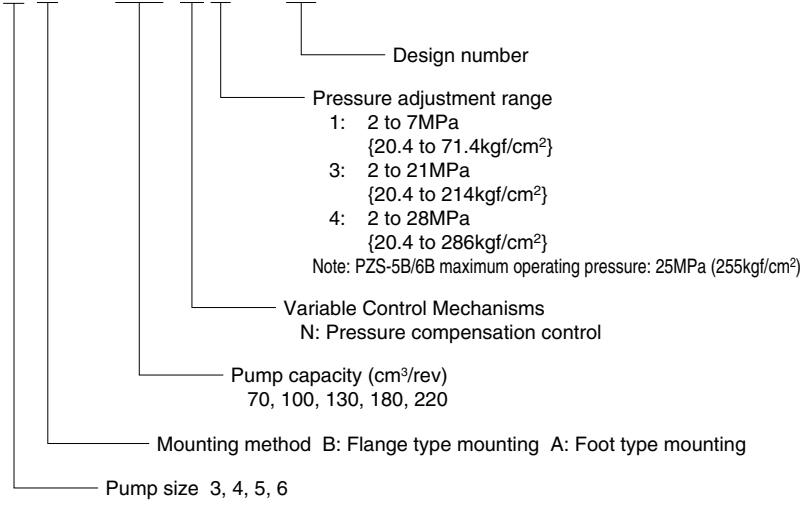 Design number
Pressure adjustment range
1: 2 to 7MPa
{20.4 to 71.4kgf/cm²}
3: 2 to 21MPa
{20.4 to 214kgf/cm²}
4: 2 to 28MPa
{20.4 to 286kgf/cm²}
Note: PZS-5B/6B maximum operating pressure: 25MPa (255kgf/cm²)
Variable Control Mechanisms
N: Pressure compensation control
Pump capacity (cm³/rev)
70, 100, 130, 180, 220
Mounting method B: Flange type mounting A: Foot type mounting
Pump size 3, 4, 5, 6